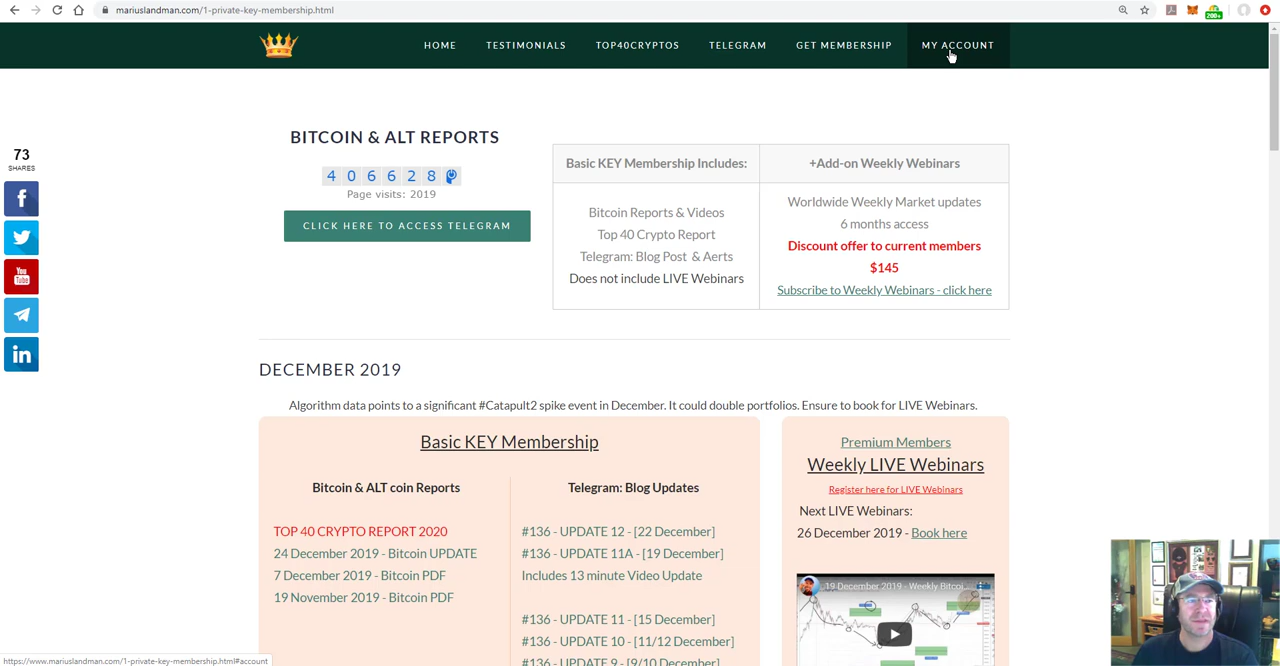 mariuslandman.com/1-private-key-membership.html
200+
HOME TESTIMONIALS TOP40CRYPTOS TELEGRAM GET MEMBERSHIP MY ACCOUNT
73
SHARES
You
Tube
BITCOIN & ALT REPORTS
406628
Page visits: 2019
CLICK HERE TO ACCESS TELEGRAM
Basic KEY Membership Includes:
Bitcoin Reports & Videos
Top 40 Crypto Report
Telegram: Blog Post & Aerts
Does not include LIVE Webinars
+Add-on Weekly Webinars
Worldwide Weekly Market updates
6 months access
Discount offer to current members
$145
Subscribe to Weekly Webinars - click here
DECEMBER 2019
Algorithm data points to a significant #Catapult2 spike event in December. It could double portfolios. Ensure to book for LIVE Webinars.
Basic KEY Membership
Bitcoin & ALT coin Reports
TOP 40 CRYPTO REPORT 2020
24 December 2019 - Bitcoin UPDATE
7 December 2019 - Bitcoin PDF
19 November 2019 - Bitcoin PDF
Telegram: Blog Updates
#136 - UPDATE 12 - [22 December]
#136 - UPDATE 11A - [19 December]
Includes 13 minute Video Update
#136 - UPDATE 11 - [15 December]
#136 - UPDATE 10 - [11/12 December]
#136 - UPDATE 9 - [9/10 December]
Premium Members
Weekly LIVE Webinars
Register here for LIVE Webinars
Next LIVE Webinars:
26 December 2019 - Book here
19 December 2019 - Weekly Bitcoi...
https://www.mariuslandman.com/1-private-key-membership.html#account